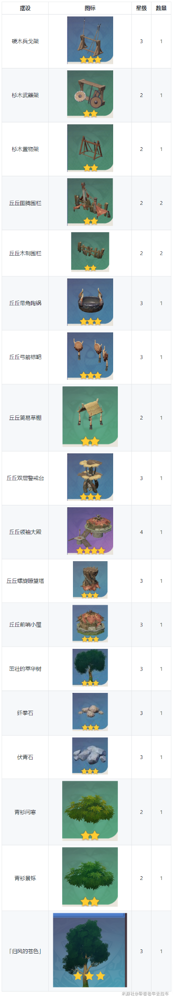 摆设 图标 星级 数量
硬木兵戈架 3 1
杉木武器架 2 1
杉木置物架 2 1
丘丘图腾围栏 2 2
丘丘木制围栏 2 2
丘丘带角陶锅 3 1
丘丘弓箭标靶 3 1
丘丘简易草棚 2 1
丘丘双层警戒台 3 1
丘丘领袖大殿 4 1
丘丘螺旋瞭望塔 3 1
丘丘前哨小屋 3 1
茁壮的萃华树 3 1
纤拳石 3 1
伏青石 3 1
青衫问寒 2 1
青衫景铄 2 1
「归风的苍色」 3 1
米游社@带着老牛去拉车